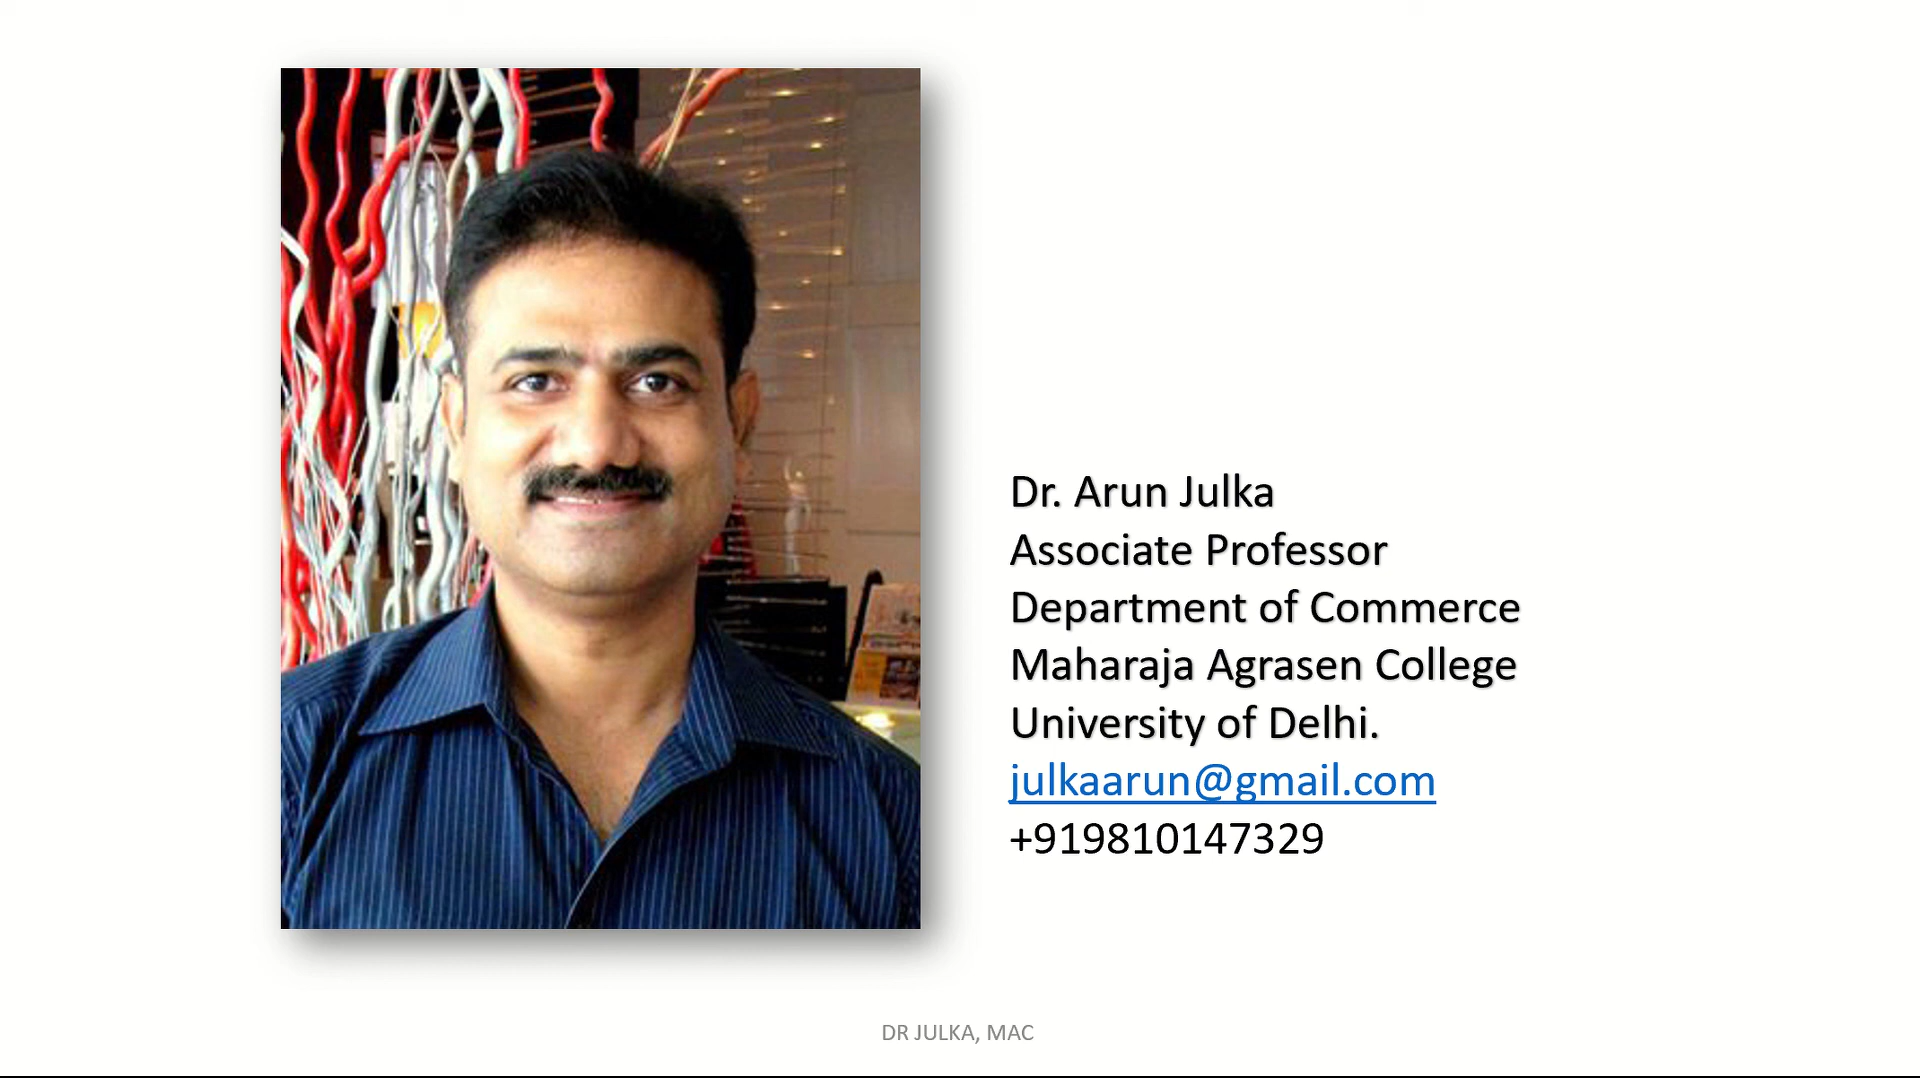 Dr. Arun Julka
Associate Professor
Department of Commerce
Maharaja Agrasen College
University of Delhi.
julkaarun@gmail.com
+919810147329
DR JULKA, MAC